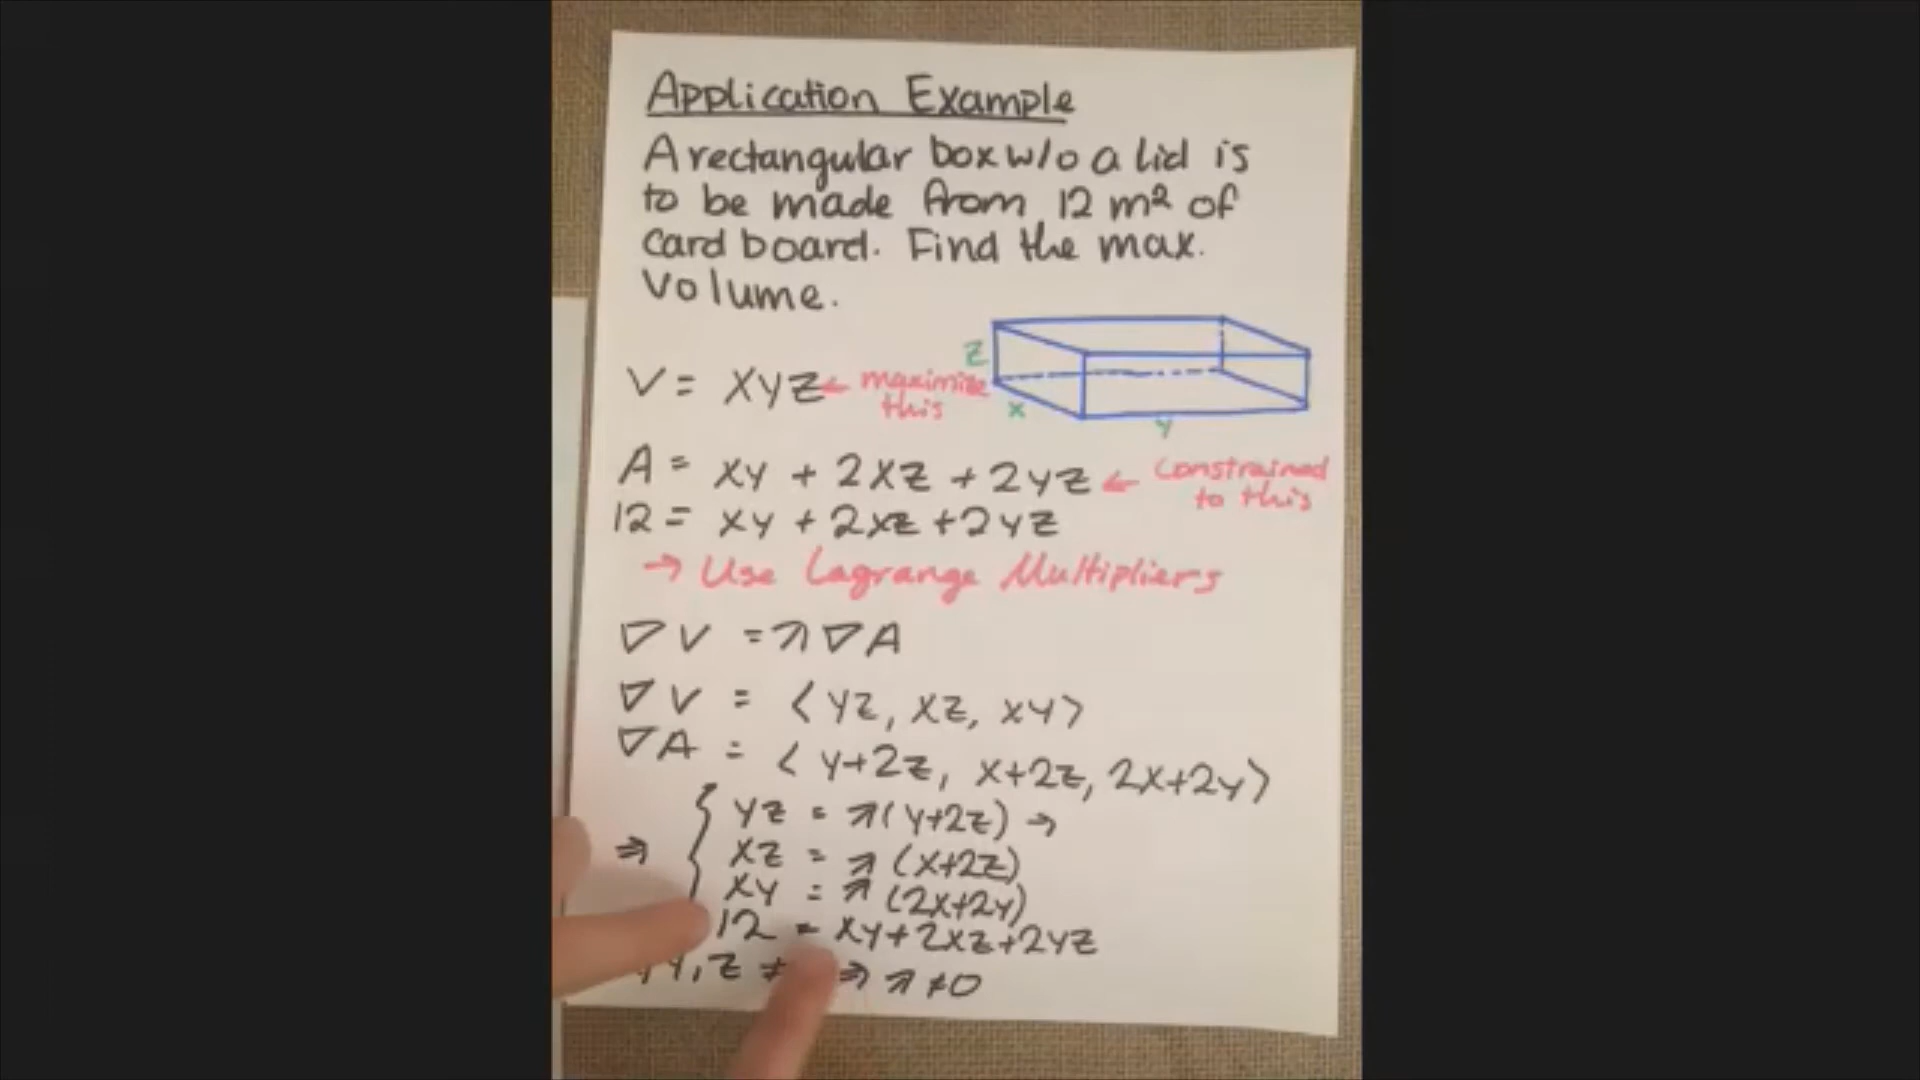 Application Example
A rectangular box w/o a lid is
to be made from 12 m² of
cardboard. Find the max.
Volume.
V = XYZ ← maximize this
Z
X
Y
A = XY + 2XZ + 2YZ ← Constrained to this
12 = XY + 2XZ + 2YZ
→ Use Lagrange Multipliers
∇V = λ∇A
∇V = ⟨YZ, XZ, XY⟩
∇A = ⟨Y+2Z, X+2Z, 2X+2Y⟩
⇒ { YZ = λ(Y+2Z) →
XZ = λ(X+2Z)
XY = λ(2X+2Y)
12 = XY+2XZ+2YZ
Y, Z ≠ ⇒ λ ≠ 0